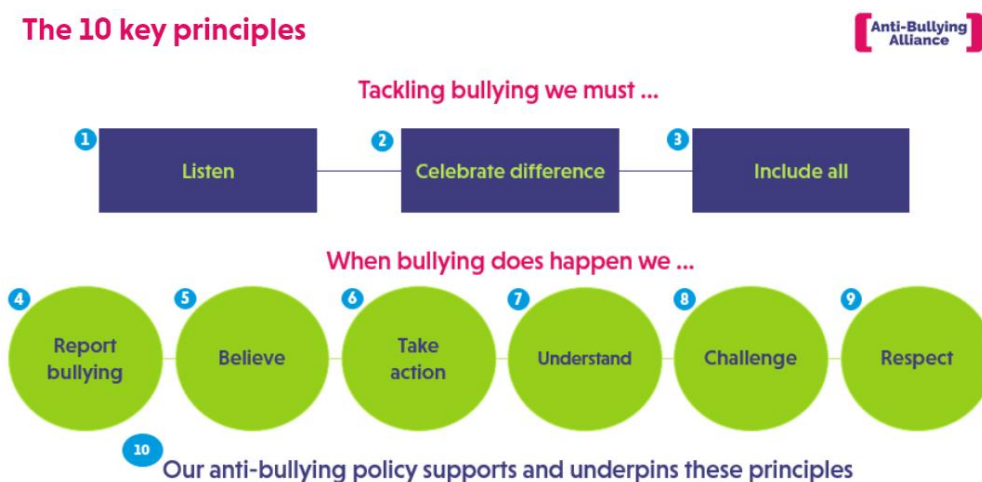 The 10 key principles
Anti-Bullying
Alliance
Tackling bullying we must ...
1
Listen
2
Celebrate difference
3
Include all
When bullying does happen we ...
4
Report
bullying
5
Believe
6
Take
action
7
Understand
8
Challenge
9
Respect
10
Our anti-bullying policy supports and underpins these principles